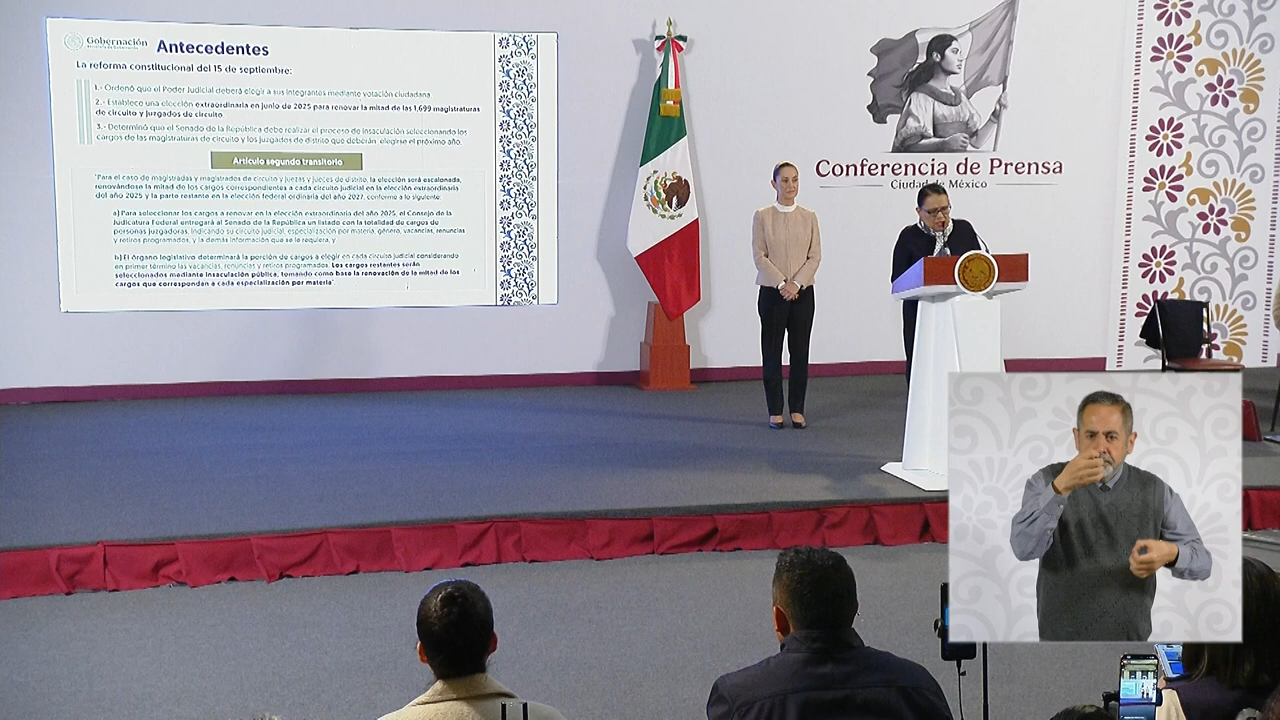 Gobernación
Secretaría de Gobernación
Antecedentes
La reforma constitucional del 15 de septiembre:
1.- Ordenó que el Poder Judicial deberá elegir a sus integrantes mediante votación ciudadana
2.- Establece una elección extraordinaria en junio de 2025 para renovar la mitad de las 1,699 magistraturas
de circuito y juzgados de circuito
3.- Determinó que el Senado de la República debe realizar el proceso de insaculación seleccionando los
cargos de las magistraturas de circuito y los juzgados de distrito que deberán elegirse el próximo año.
Artículo segundo transitorio
"Para el caso de magistradas y magistrados de circuito y juezas y jueces de distrito, la elección será escalonada,
renovándose la mitad de los cargos correspondientes a cada circuito judicial en la elección extraordinaria
del año 2025 y la parte restante en la elección federal ordinaria del año 2027, conforme a lo siguiente:
a) Para seleccionar los cargos a renovar en la elección extraordinaria del año 2025, el Consejo de la
Judicatura Federal entregará al Senado de la República un listado con la totalidad de cargos de
personas juzgadoras, indicando su circuito judicial, especialización por materia, género, vacancias, renuncias
y retiros programados, y la demás información que se le requiera, y
b) El órgano legislativo determinará la porción de cargos a elegir en cada circuito judicial considerando
en primer término las vacancias, renuncias y retiros programados. Los cargos restantes serán
seleccionados mediante insaculación pública, tomando como base la renovación de la mitad de los
cargos que correspondan a cada especialización por materia".
Conferencia de Prensa
Ciudad de México